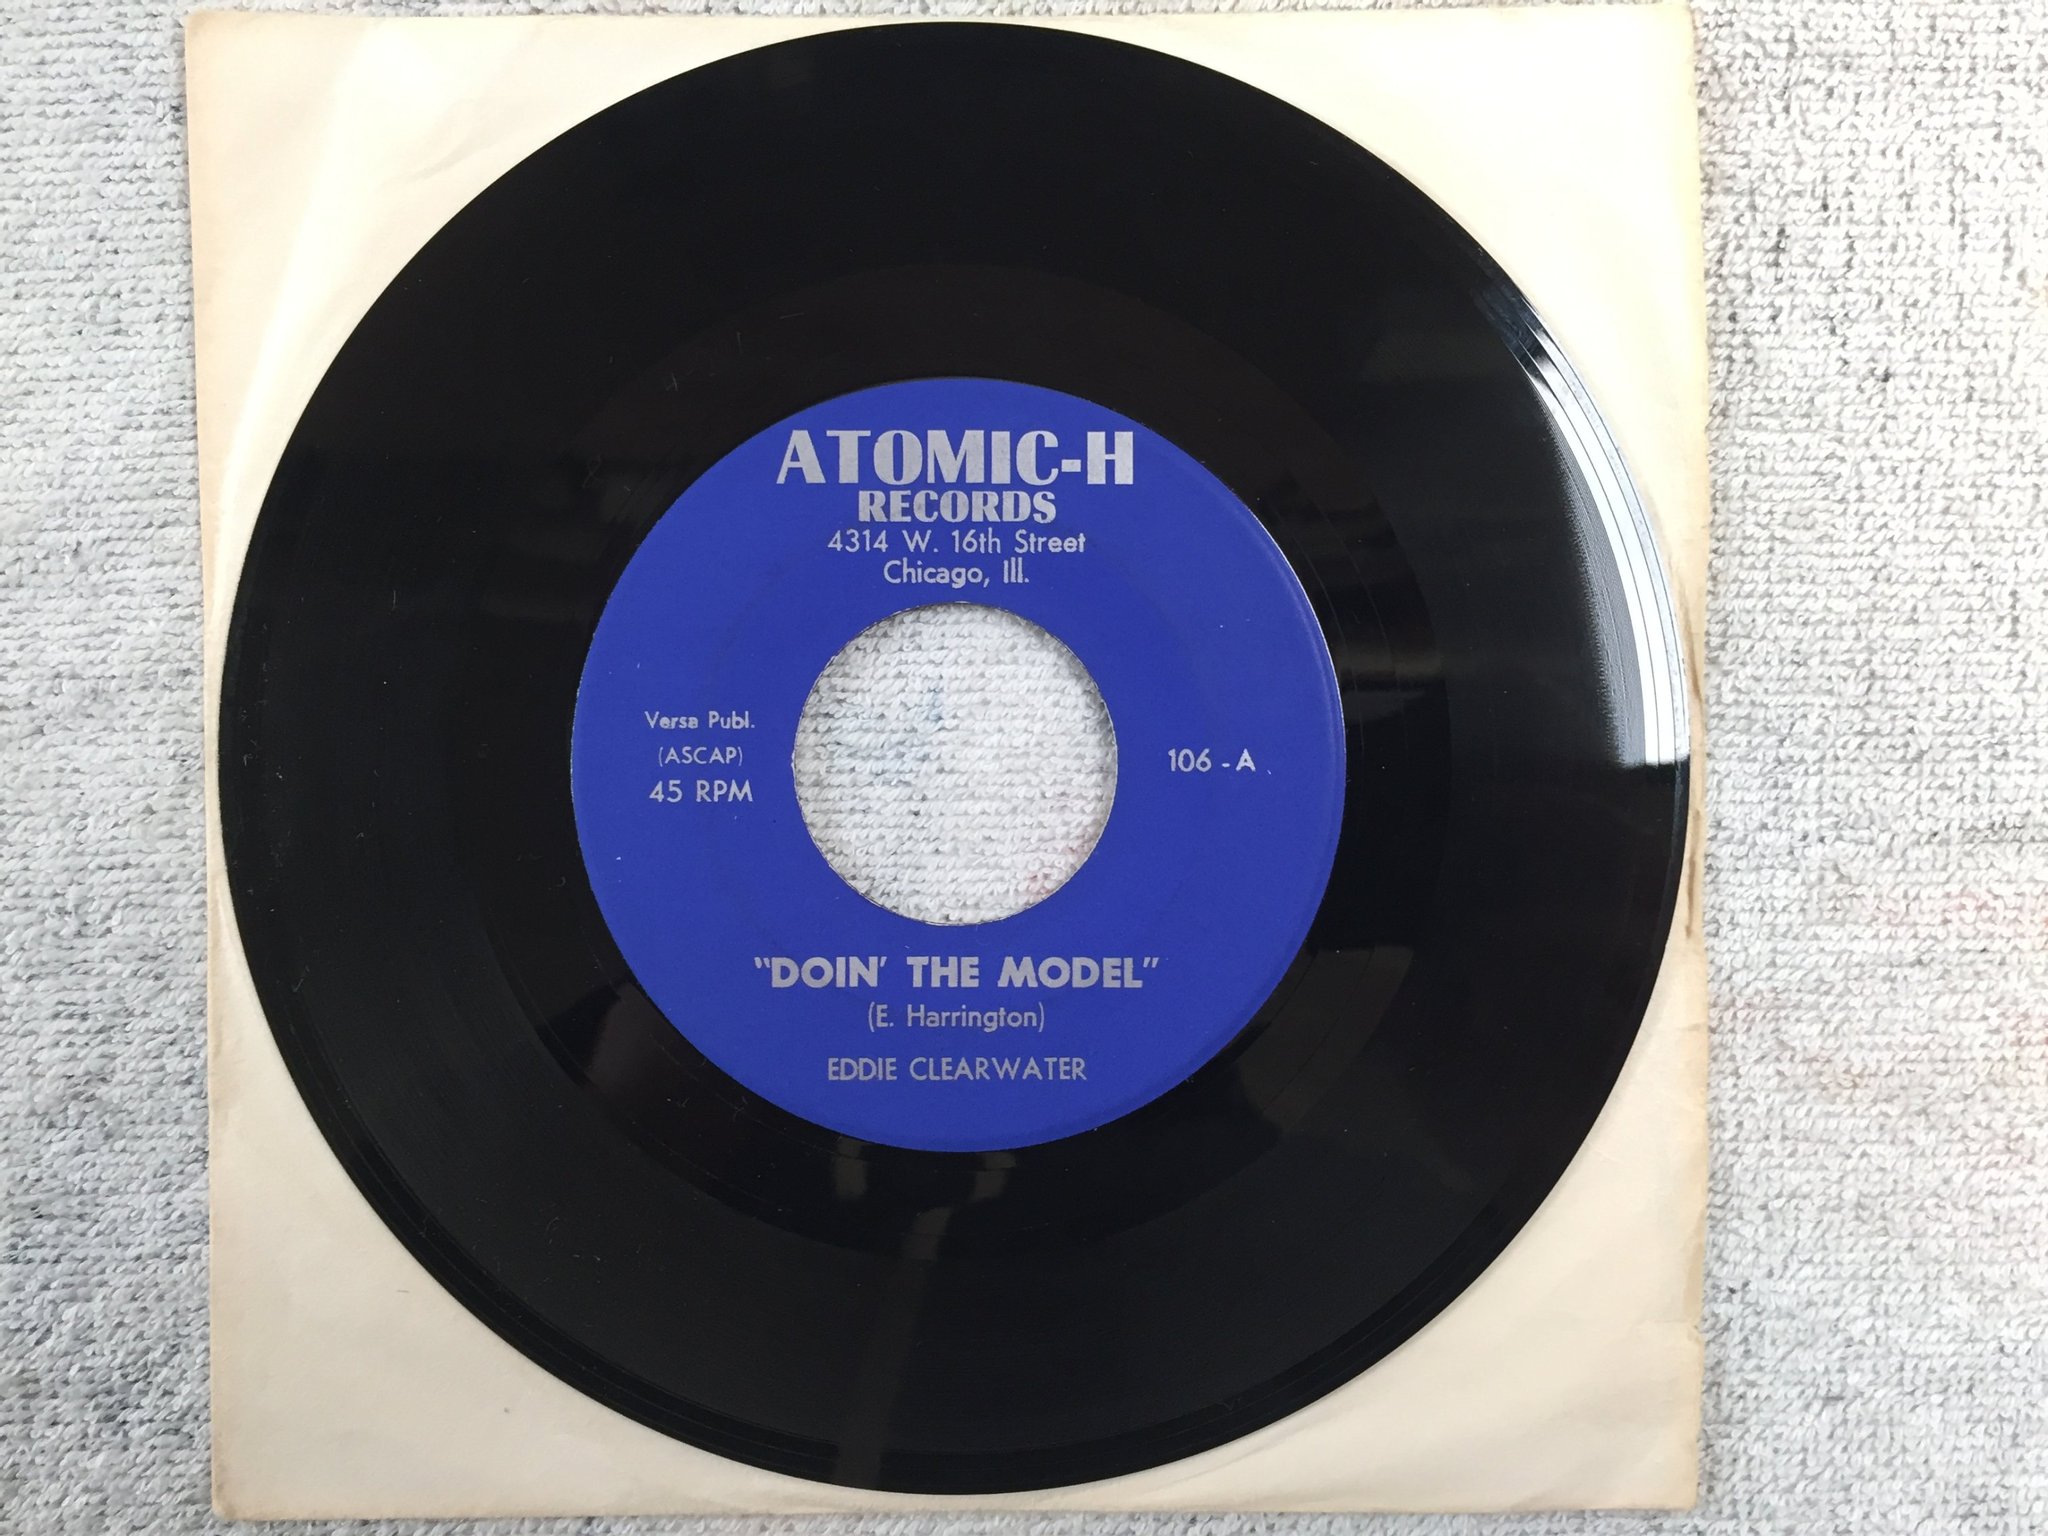 ATOMIC-H
RECORDS
4314 W. 16th Street
Chicago, Ill.
Versa Publ.
(ASCAP)
45 RPM
106 - A
"DOIN' THE MODEL"
(E. Harrington)
EDDIE CLEARWATER